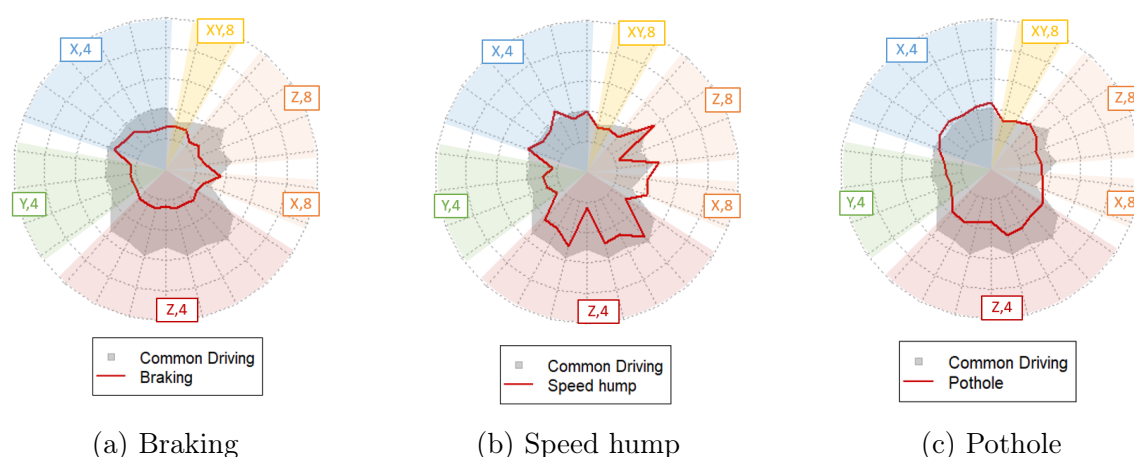 X,4
XY,8
Z,8
Y,4
X,8
Z,4
Common Driving
Braking
(a) Braking
X,4
XY,8
Z,8
Y,4
X,8
Z,4
Common Driving
Speed hump
(b) Speed hump
X,4
XY,8
Z,8
Y,4
X,8
Z,4
Common Driving
Pothole
(c) Pothole